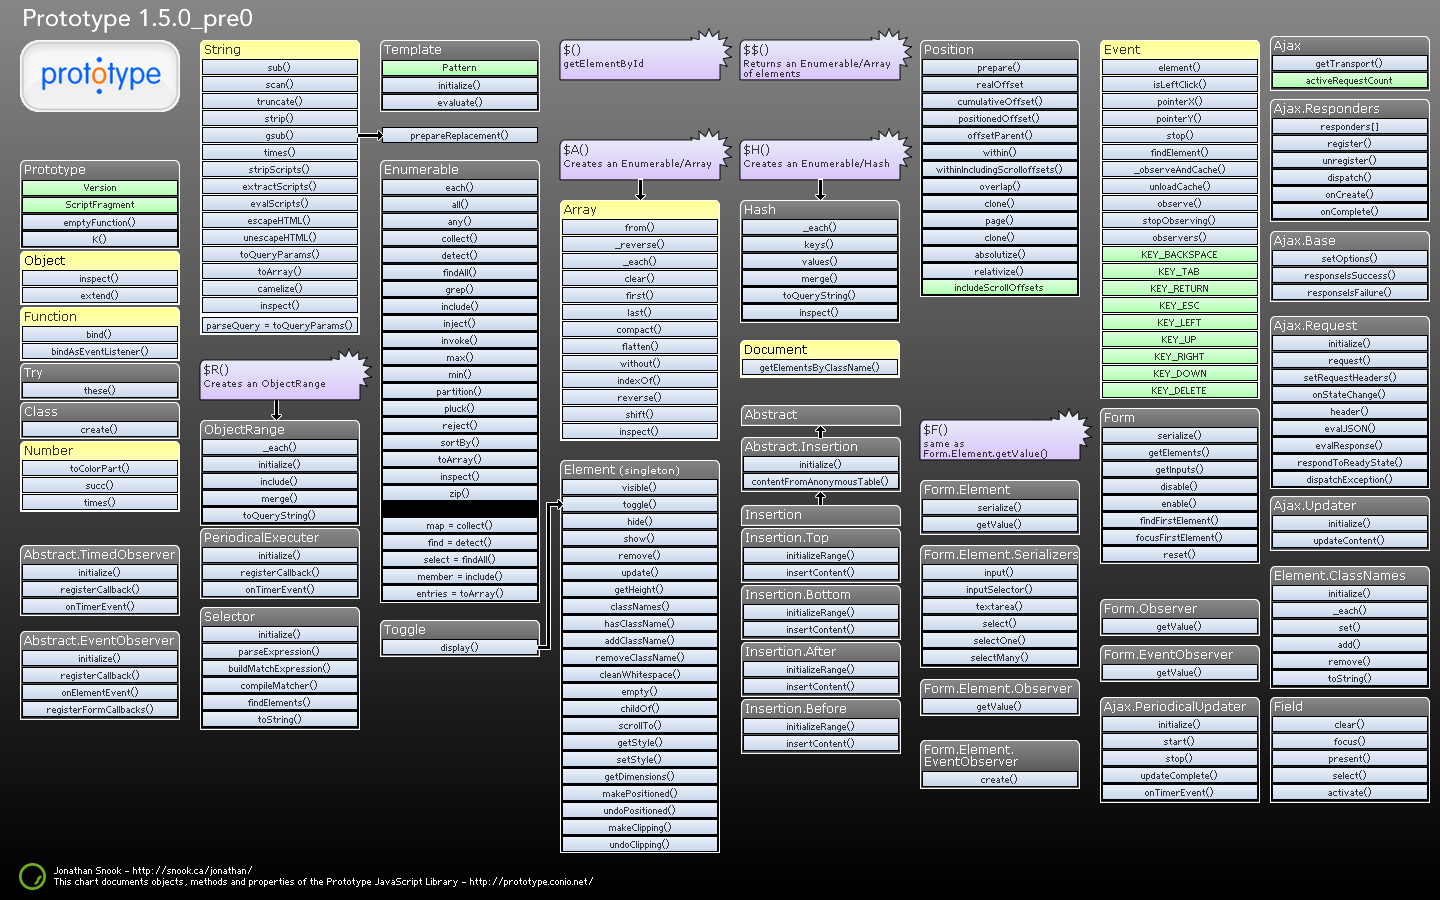 Prototype 1.5.0_pre0
prototype
Prototype
Version
ScriptFragment
emptyFunction()
K()
Object
inspect()
extend()
Function
bind()
bindAsEventListener()
Try
these()
Class
create()
Number
toColorPart()
succ()
times()
Abstract.TimedObserver
initialize()
registerCallback()
onTimerEvent()
Abstract.EventObserver
initialize()
registerCallback()
onElementEvent()
registerFormCallbacks()
String
sub()
scan()
truncate()
strip()
gsub()
times()
stripScripts()
extractScripts()
evalScripts()
escapeHTML()
unescapeHTML()
toQueryParams()
toArray()
camelize()
inspect()
parseQuery = toQueryParams()
$R()
Creates an ObjectRange
ObjectRange
_each()
initialize()
include()
merge()
toQueryString()
PeriodicalExecuter
initialize()
registerCallback()
onTimerEvent()
Selector
initialize()
parseExpression()
buildMatchExpression()
compileMatcher()
findElements()
toString()
Template
Pattern
initialize()
evaluate()
prepareReplacement()
Enumerable
each()
all()
any()
collect()
detect()
findAll()
grep()
include()
inject()
invoke()
max()
min()
partition()
pluck()
reject()
sortBy()
toArray()
inspect()
zip()
map = collect()
find = detect()
select = findAll()
member = include()
entries = toArray()
Toggle
display()
$()
getElementById
$A()
Creates an Enumerable/Array
Array
from()
_reverse()
_each()
clear()
first()
last()
compact()
flatten()
without()
indexOf()
reverse()
shift()
inspect()
Element (singleton)
visible()
toggle()
hide()
show()
remove()
update()
getHeight()
classNames()
hasClassName()
addClassName()
removeClassName()
cleanWhitespace()
empty()
childOf()
scrollTo()
getStyle()
setStyle()
getDimensions()
makePositioned()
undoPositioned()
makeClipping()
undoClipping()
$$()
Returns an Enumerable/Array
of elements
$H()
Creates an Enumerable/Hash
Hash
_each()
keys()
values()
merge()
toQueryString()
inspect()
Document
getElementsByClassName()
Abstract
Abstract.Insertion
initialize()
contentFromAnonymousTable()
Insertion
Insertion.Top
initializeRange()
insertContent()
Insertion.Bottom
initializeRange()
insertContent()
Insertion.After
initializeRange()
insertContent()
Insertion.Before
initializeRange()
insertContent()
Position
prepare()
realOffset
cumulativeOffset()
positionedOffset()
offsetParent()
within()
withinIncludingScrolloffsets()
overlap()
clone()
page()
clone()
absolutize()
relativize()
includeScrollOffsets
$F()
same as
Form.Element.getValue()
Form.Element
serialize()
getValue()
Form.Element.Serializers
input()
inputSelector()
textarea()
select()
selectOne()
selectMany()
Form.Element.Observer
getValue()
Form.Element.
EventObserver
create()
Event
element()
isLeftClick()
pointerX()
pointerY()
stop()
findElement()
_observeAndCache()
unloadCache()
observe()
stopObserving()
observers()
KEY_BACKSPACE
KEY_TAB
KEY_RETURN
KEY_ESC
KEY_LEFT
KEY_UP
KEY_RIGHT
KEY_DOWN
KEY_DELETE
Form
serialize()
getElements()
getInputs()
disable()
enable()
findFirstElement()
focusFirstElement()
reset()
Form.Observer
getValue()
Form.EventObserver
getValue()
Ajax.PeriodicalUpdater
initialize()
start()
stop()
updateComplete()
onTimerEvent()
Ajax
getTransport()
activeRequestCount
Ajax.Responders
responders[]
register()
unregister()
dispatch()
onCreate()
onComplete()
Ajax.Base
setOptions()
responseIsSuccess()
responseIsFailure()
Ajax.Request
initialize()
request()
setRequestHeaders()
onStateChange()
header()
evalJSON()
evalResponse()
respondToReadyState()
dispatchException()
Ajax.Updater
initialize()
updateContent()
Element.ClassNames
initialize()
_each()
set()
add()
remove()
toString()
Field
clear()
focus()
present()
select()
activate()
Jonathan Snook - http://snook.ca/jonathan/
This chart documents objects, methods and properties of the Prototype JavaScript Library - http://prototype.conio.net/